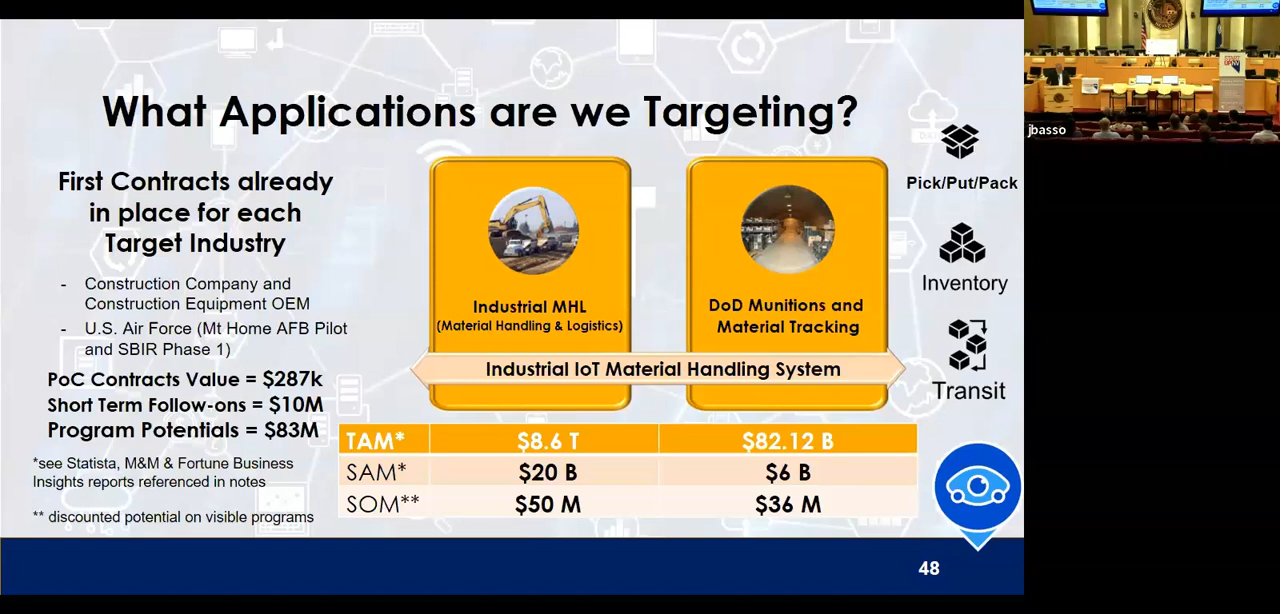 What Applications are we Targeting?
First Contracts already
in place for each
Target Industry
- Construction Company and
Construction Equipment OEM
- U.S. Air Force (Mt Home AFB Pilot
and SBIR Phase 1)
PoC Contracts Value = $287k
Short Term Follow-ons = $10M
Program Potentials = $83M
*see Statista, M&M & Fortune Business
Insights reports referenced in notes
** discounted potential on visible programs
Industrial MHL
(Material Handling & Logistics)
DoD Munitions and
Material Tracking
Industrial IoT Material Handling System
TAM* $8.6 T $82.12 B
SAM* $20 B $6 B
SOM** $50 M $36 M
Pick/Put/Pack
Inventory
Transit
48
jbasso